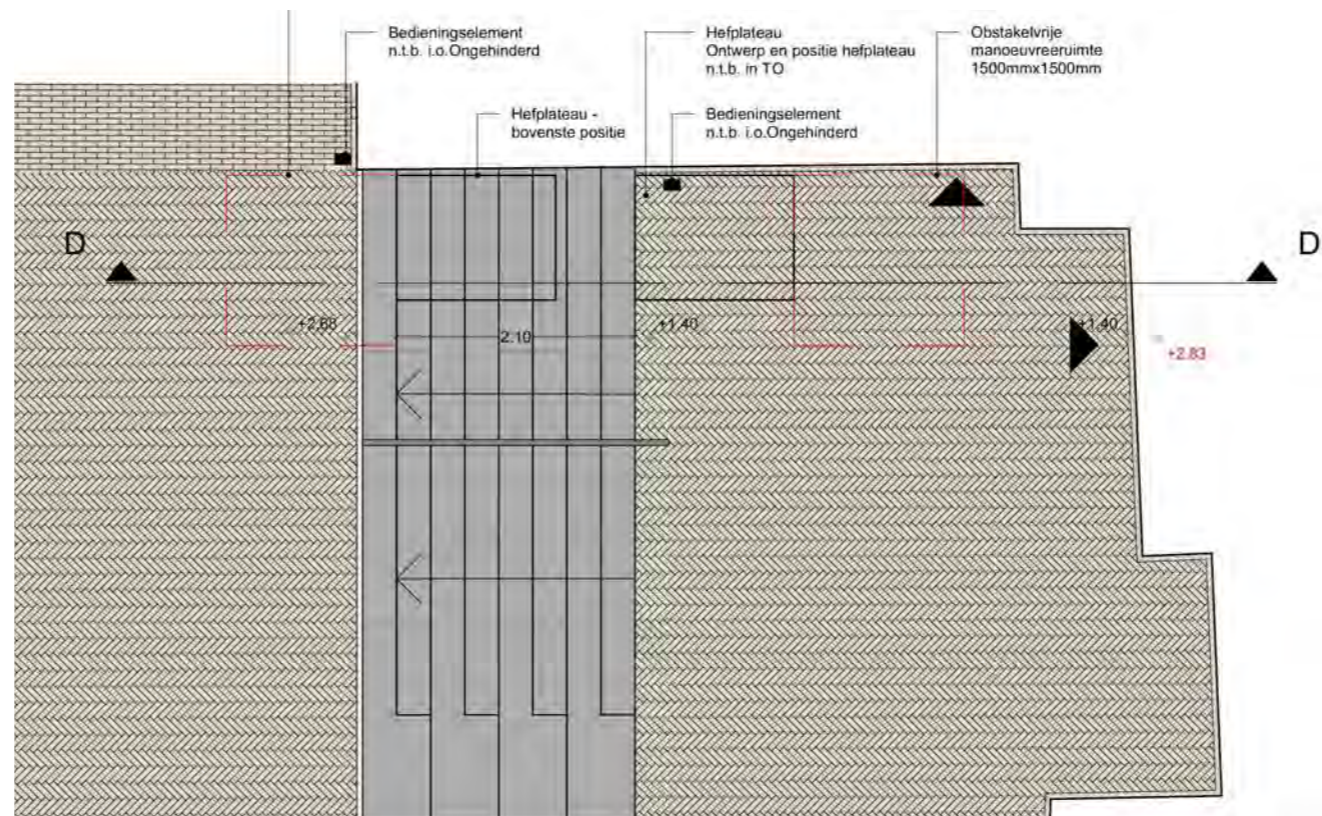 Bedieningselement
n.t.b. i.o.Ongehinderd
Hefplateau
Ontwerp en positie hefplateau
n.t.b. in TO
Obstakelvrije
manoeuvreeruimte
1500mmx1500mm
Hefplateau -
bovenste positie
Bedieningselement
n.t.b. i.o.Ongehinderd
D
D
+2.68
2.10
+1.40
+1.40
+2.83